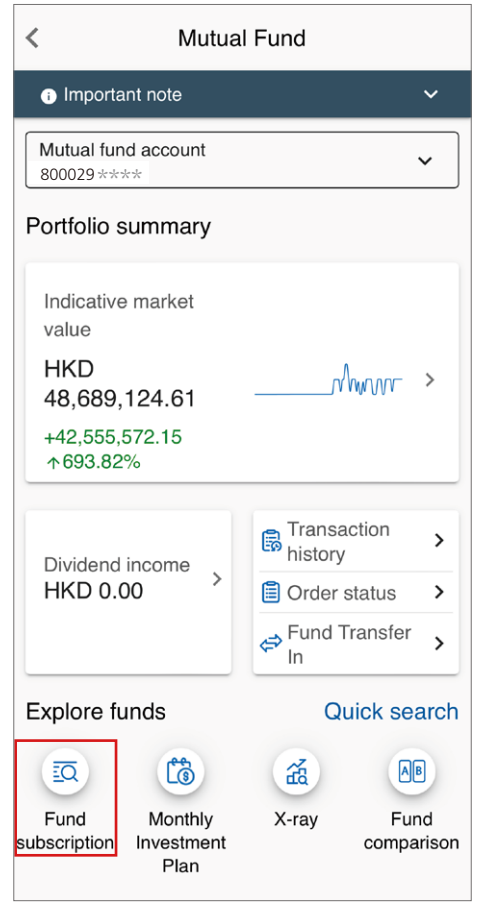 Mutual Fund
Important note
Mutual fund account
800029****
Portfolio summary
Indicative market
value
HKD
48,689,124.61
+42,555,572.15
↑693.82%
Dividend income
HKD 0.00
Transaction
history
Order status
Fund Transfer
In
Explore funds
Quick search
Fund
subscription
Monthly
Investment
Plan
X-ray
A B
Fund
comparison